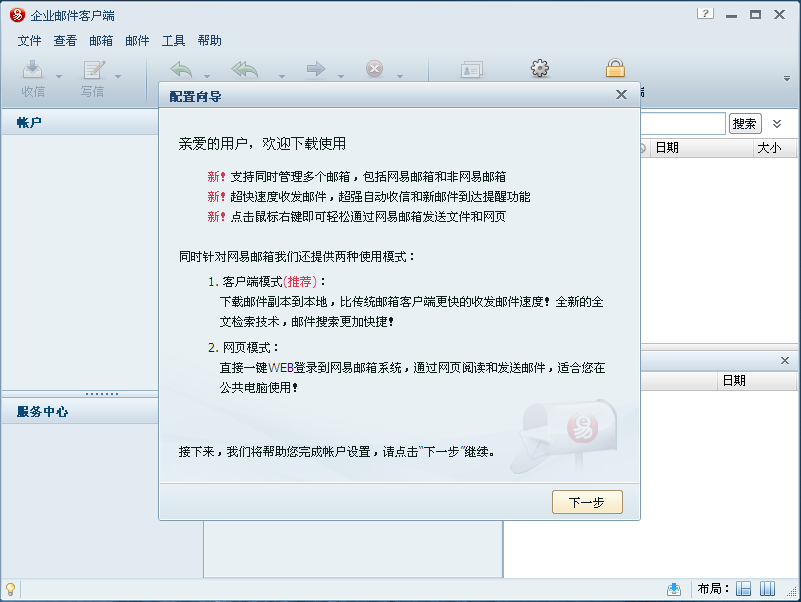 企业邮件客户端
文件 查看 邮箱 邮件 工具 帮助
收信 写信
帐户
搜索
日期 大小
配置向导
亲爱的用户，欢迎下载使用
新！支持同时管理多个邮箱，包括网易邮箱和非网易邮箱
新！超快速度收发邮件，超强自动收信和新邮件到达提醒功能
新！点击鼠标右键即可轻松通过网易邮箱发送文件和网页
同时针对网易邮箱我们还提供两种使用模式：
1. 客户端模式(推荐)：
下载邮件副本到本地，比传统邮箱客户端更快的收发邮件速度！全新的全
文检索技术，邮件搜索更加快捷！
2. 网页模式：
直接一键WEB登录到网易邮箱系统，通过网页阅读和发送邮件，适合您在
公共电脑使用！
接下来，我们将帮助您完成帐户设置，请点击"下一步"继续。
易
下一步
日期
服务中心
布局：